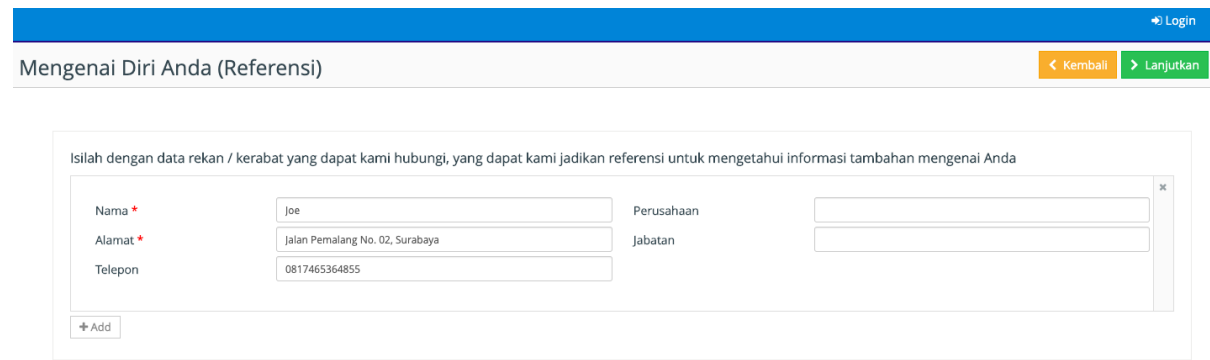 Login
Mengenai Diri Anda (Referensi)
Kembali
Lanjutkan
Isilah dengan data rekan / kerabat yang dapat kami hubungi, yang dapat kami jadikan referensi untuk mengetahui informasi tambahan mengenai Anda
Nama * Joe Perusahaan
Alamat * Jalan Pemalang No. 02, Surabaya Jabatan
Telepon 0817465364855
+ Add